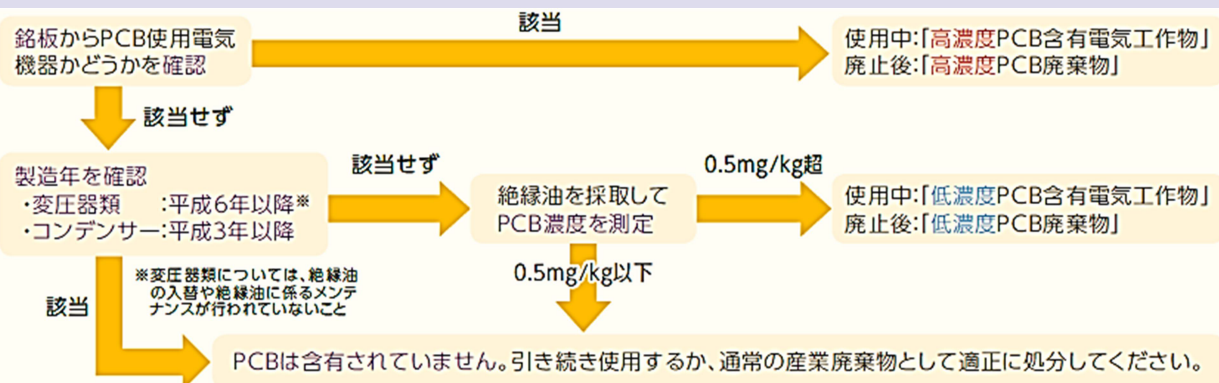 該当
銘板からPCB使用電気
機器かどうかを確認
使用中:「高濃度PCB含有電気工作物」
廃止後:「高濃度PCB廃棄物」
該当せず
製造年を確認
・変圧器類　　:平成6年以降※
・コンデンサー:平成3年以降
該当せず
絶縁油を採取して
PCB濃度を測定
0.5mg/kg超
使用中:「低濃度PCB含有電気工作物」
廃止後:「低濃度PCB廃棄物」
※変圧器類については、絶縁油
の入替や絶縁油に係るメンテ
ナンスが行われていないこと
0.5mg/kg以下
該当
PCBは含有されていません。引き続き使用するか、通常の産業廃棄物として適正に処分してください。